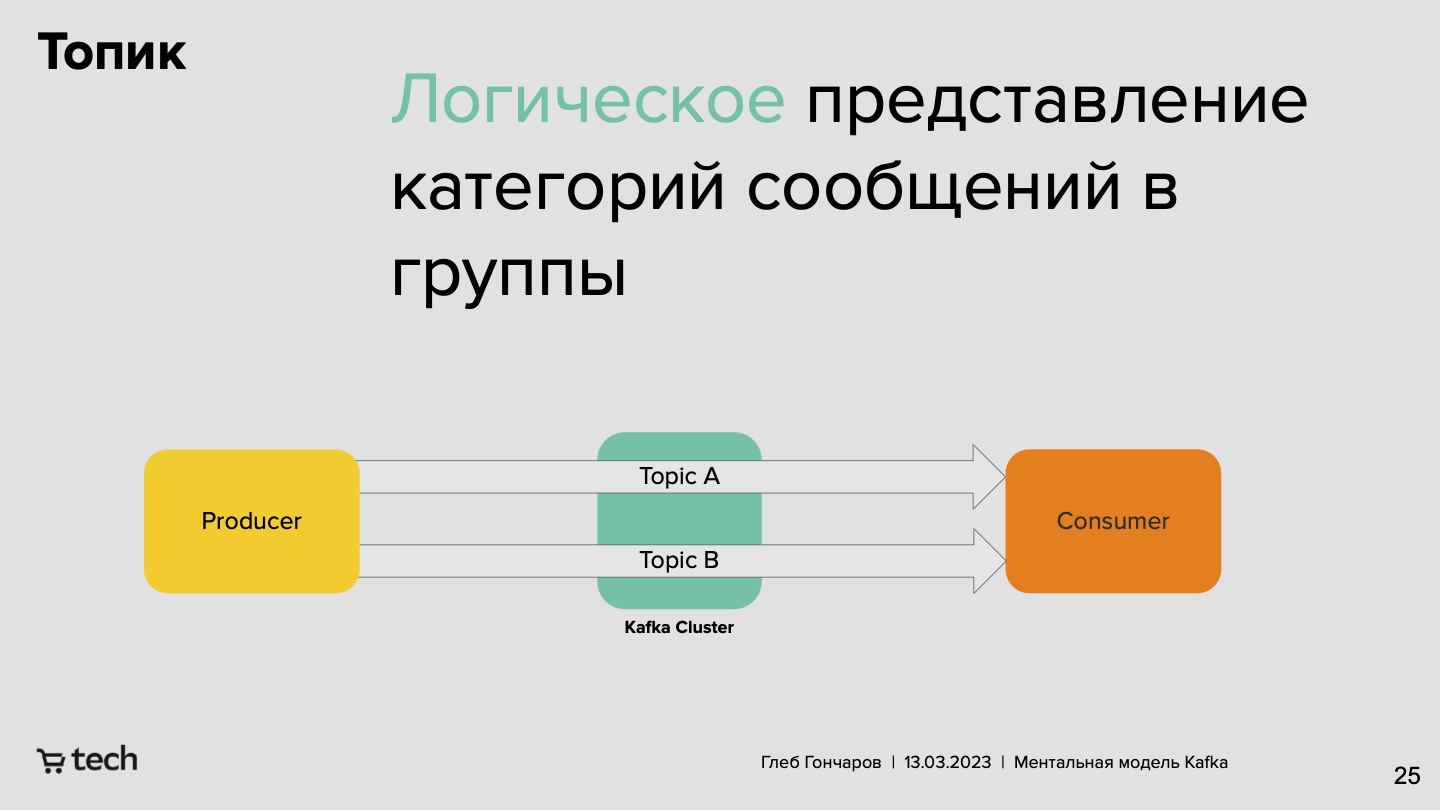 Топик
Логическое представление
категорий сообщений в
группы
Topic A
Producer
Consumer
Topic B
Kafka Cluster
tech
Глеб Гончаров | 13.03.2023 | Ментальная модель Kafka
25